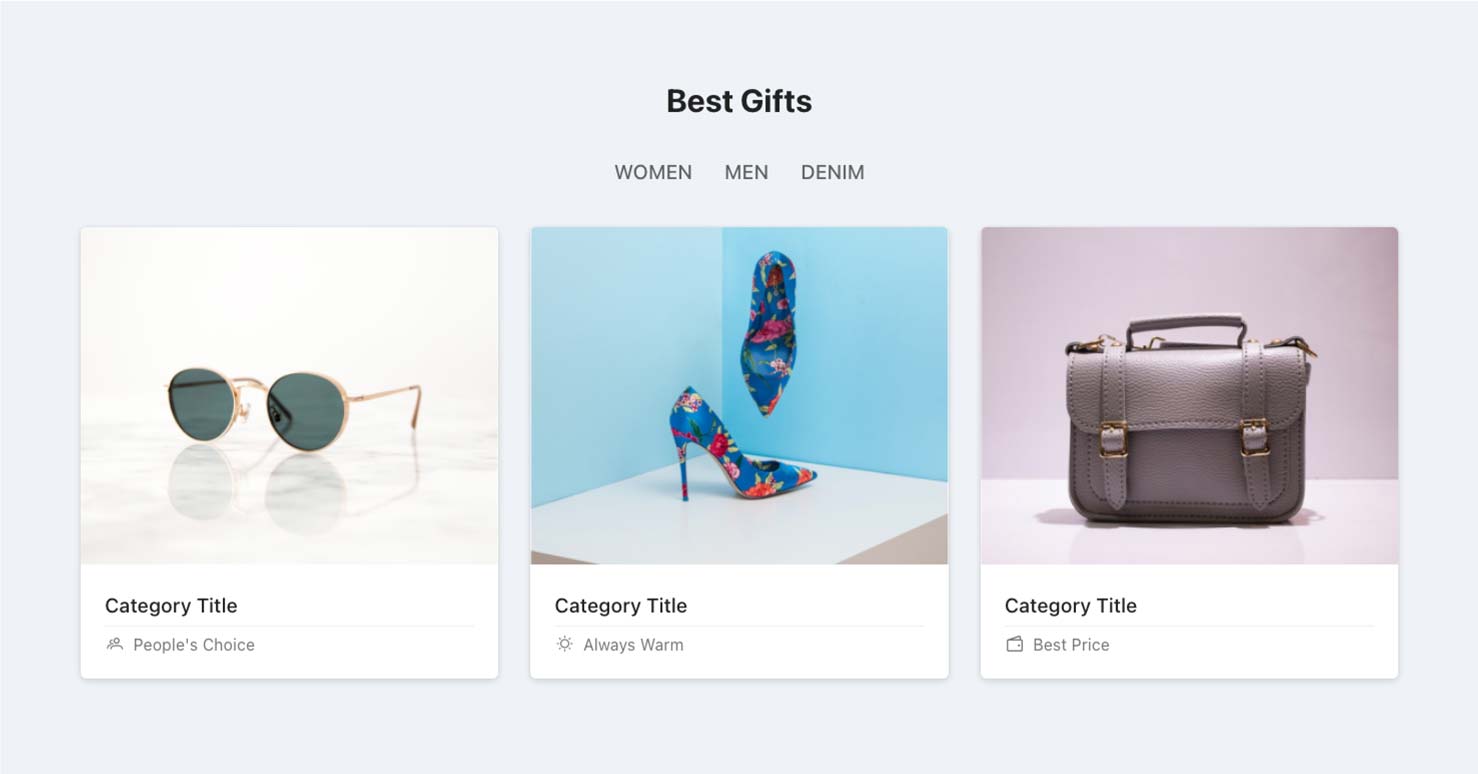 Best Gifts
WOMEN MEN DENIM
Category Title
People's Choice
Category Title
Always Warm
Category Title
Best Price